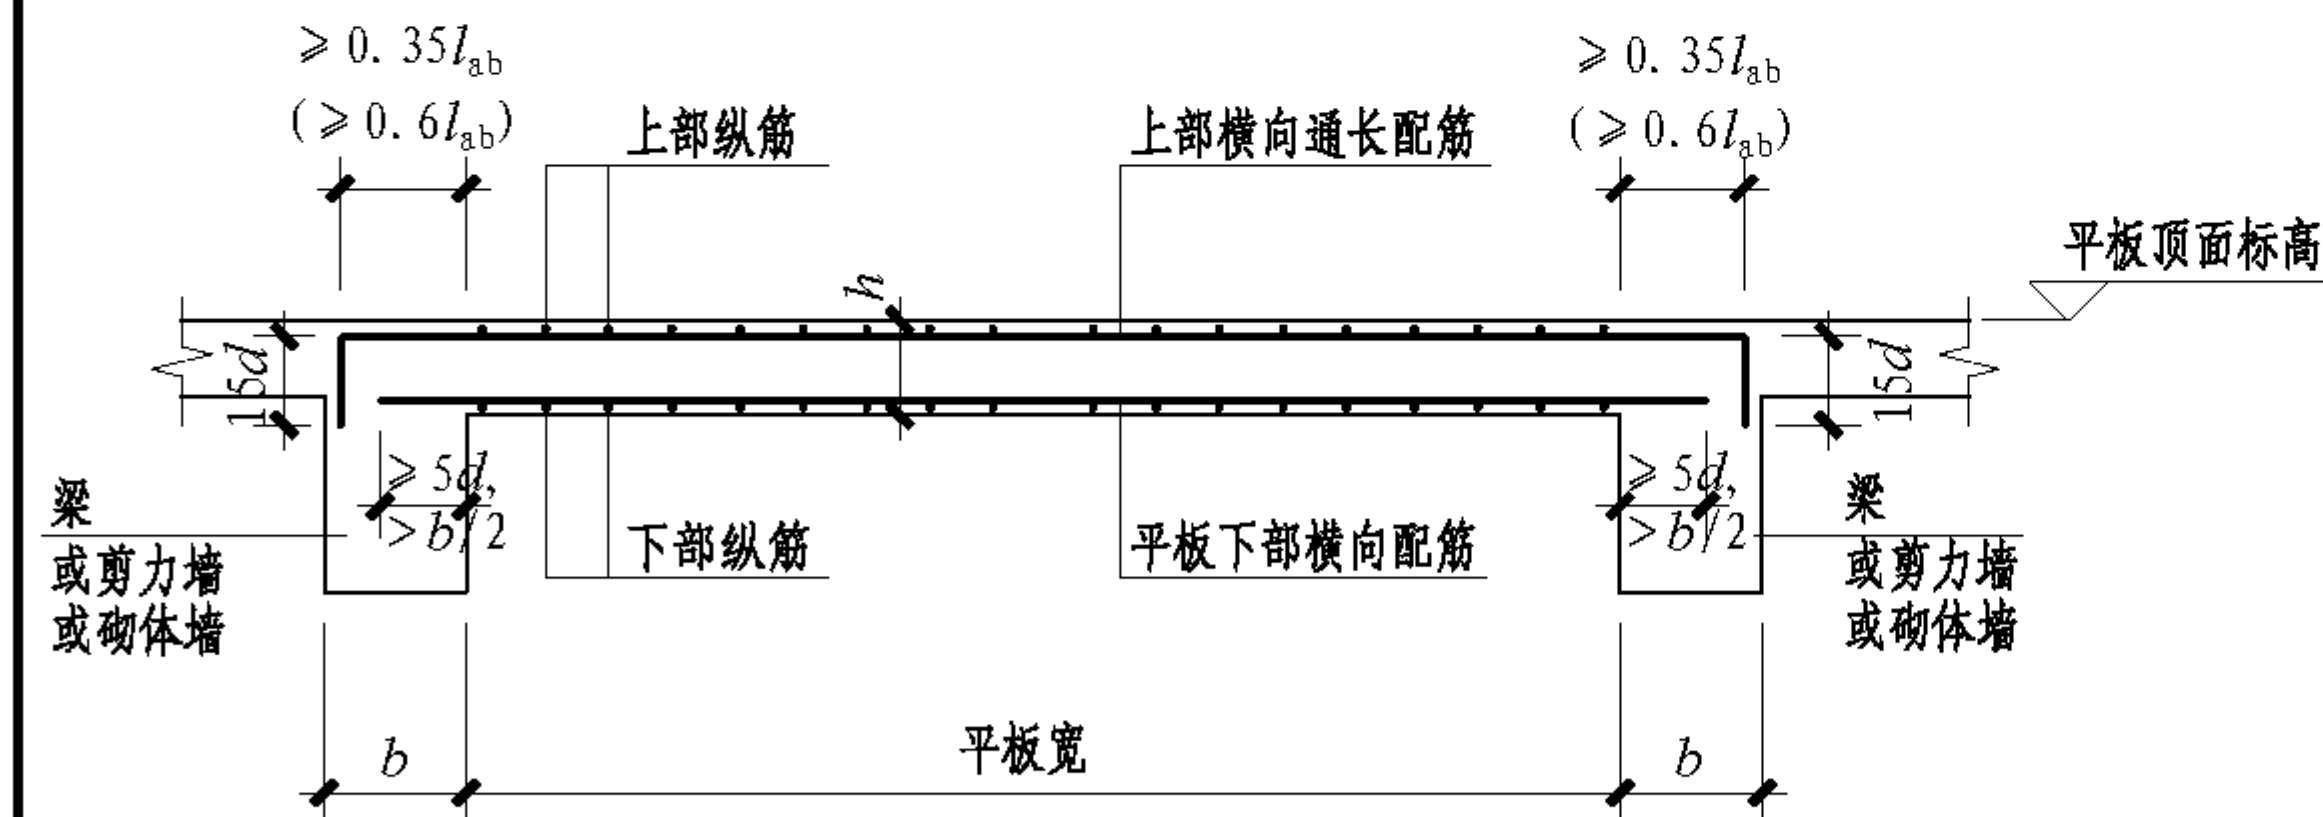 ≥0.35lab
(≥0.6lab)
上部纵筋
上部横向通长配筋
≥0.35lab
(≥0.6lab)
平板顶面标高
h
15d
15d
≥5d,
>b/2
≥5d,
>b/2
梁
或剪力墙
或砌体墙
下部纵筋
平板下部横向配筋
梁
或剪力墙
或砌体墙
b
平板宽
b